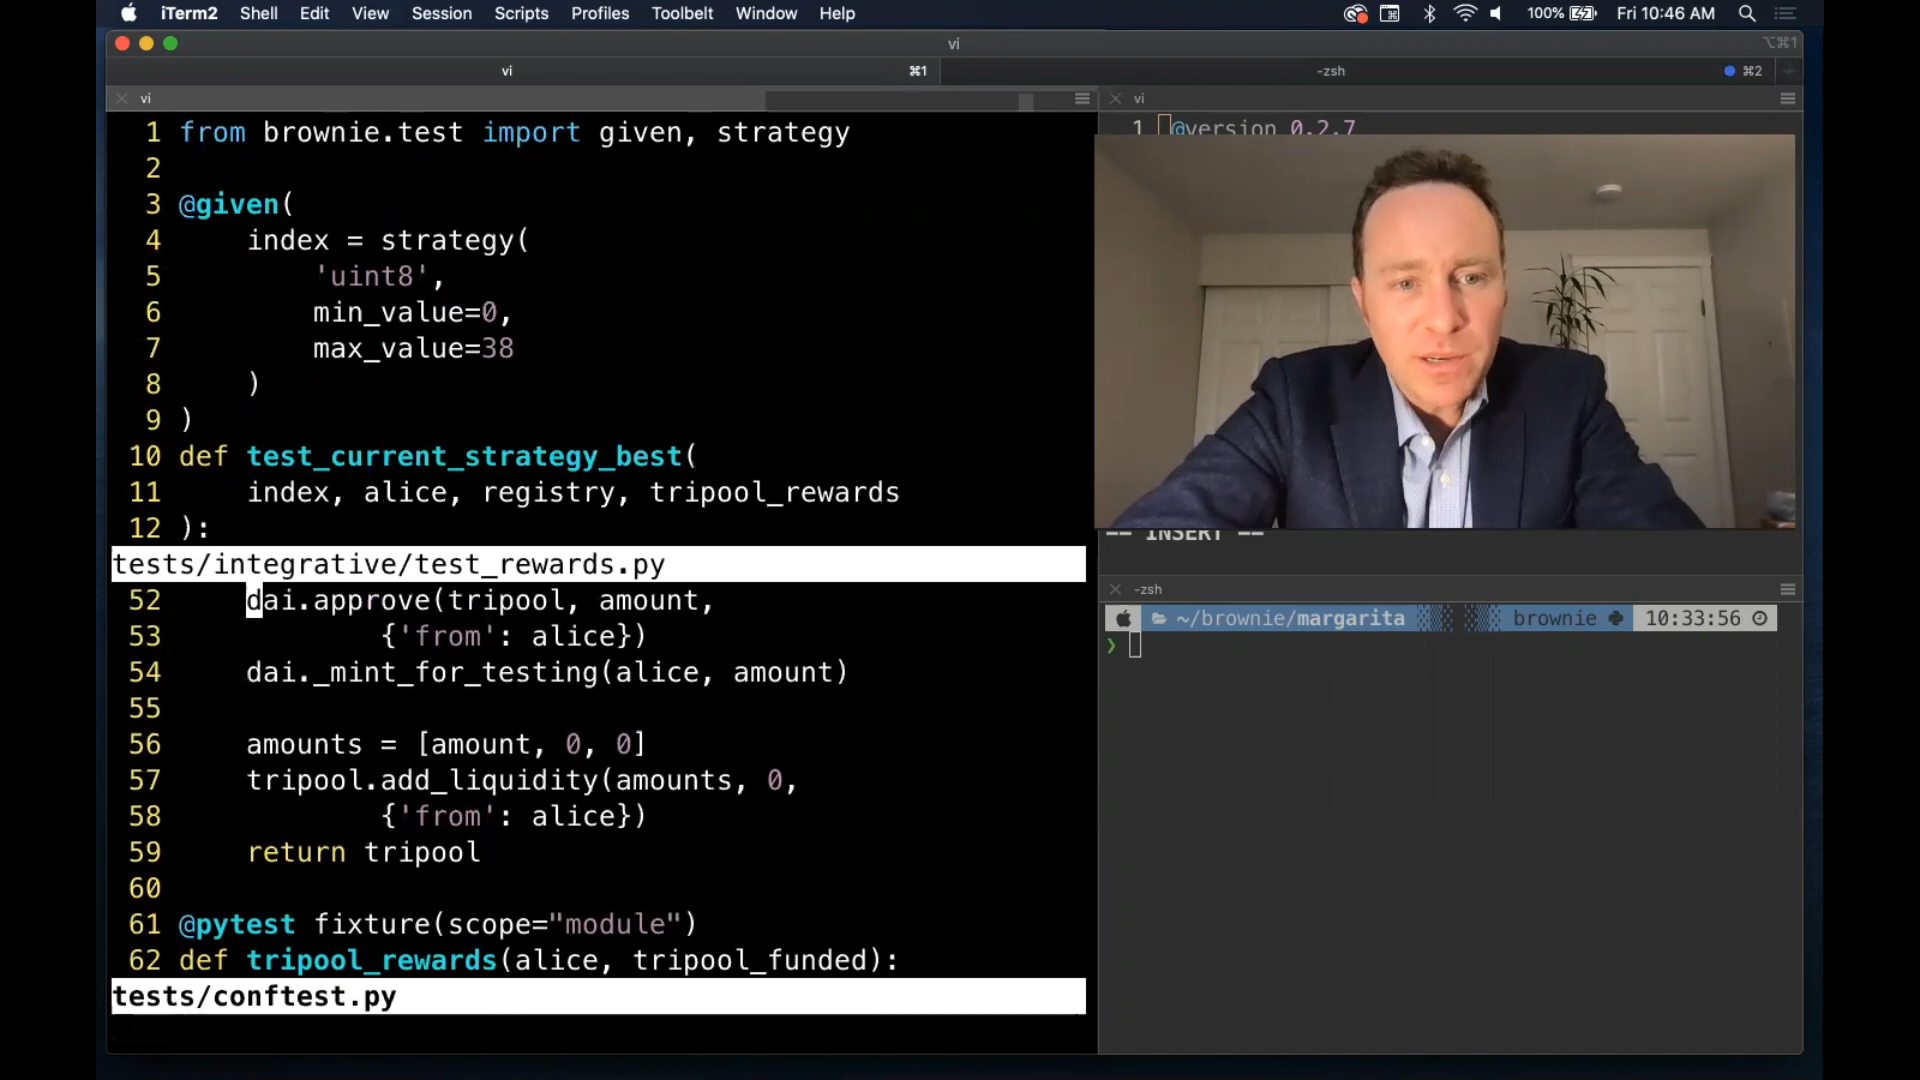 iTerm2 Shell Edit View Session Scripts Profiles Toolbelt Window Help 100% Fri 10:46 AM
vi ⌥⌘1
vi ⌘1 -zsh ⌘2
vi
1 from brownie.test import given, strategy
2
3 @given(
4     index = strategy(
5         'uint8',
6         min_value=0,
7         max_value=38
8     )
9 )
10 def test_current_strategy_best(
11     index, alice, registry, tripool_rewards
12 ):
tests/integrative/test_rewards.py
52     dai.approve(tripool, amount,
53             {'from': alice})
54     dai._mint_for_testing(alice, amount)
55
56     amounts = [amount, 0, 0]
57     tripool.add_liquidity(amounts, 0,
58             {'from': alice})
59     return tripool
60
61 @pytest fixture(scope="module")
62 def tripool_rewards(alice, tripool_funded):
tests/conftest.py
vi
1 @version 0.2.7
-- INSERT --
-zsh
~/brownie/margarita brownie 10:33:56
❯